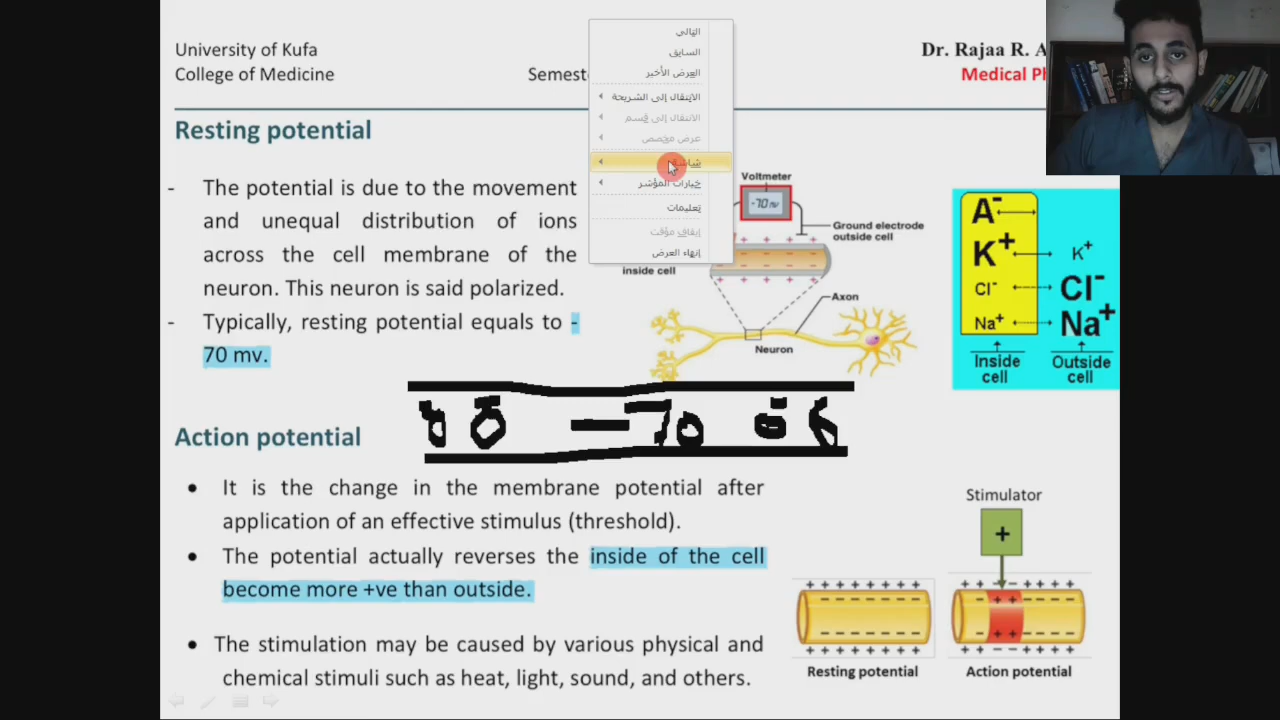 University of Kufa
College of Medicine
Semest
Dr. Rajaa R. A
Medical Ph
التالي
السابق
العرض الأخير
الانتقال إلى الشريحة
الانتقال إلى قسم
عرض مخصص
شاشة
خيارات المؤشر
تعليمات
إيقاف مؤقت
إنهاء العرض
Resting potential
- The potential is due to the movement
and unequal distribution of ions
across the cell membrane of the
neuron. This neuron is said polarized.
- Typically, resting potential equals to -
70 mv.
Voltmeter
-70 mv
Ground electrode
outside cell
inside cell
Axon
Neuron
A-
K+
K+
Cl-
Cl-
Na+
Na+
Inside
cell
Outside
cell
-70
Action potential
• It is the change in the membrane potential after
application of an effective stimulus (threshold).
• The potential actually reverses the inside of the cell
become more +ve than outside.
• The stimulation may be caused by various physical and
chemical stimuli such as heat, light, sound, and others.
Stimulator
+
+ + + + + + + +
- - - - - - - -
- - - - - - - -
+ + + + + + + +
Resting potential
Action potential